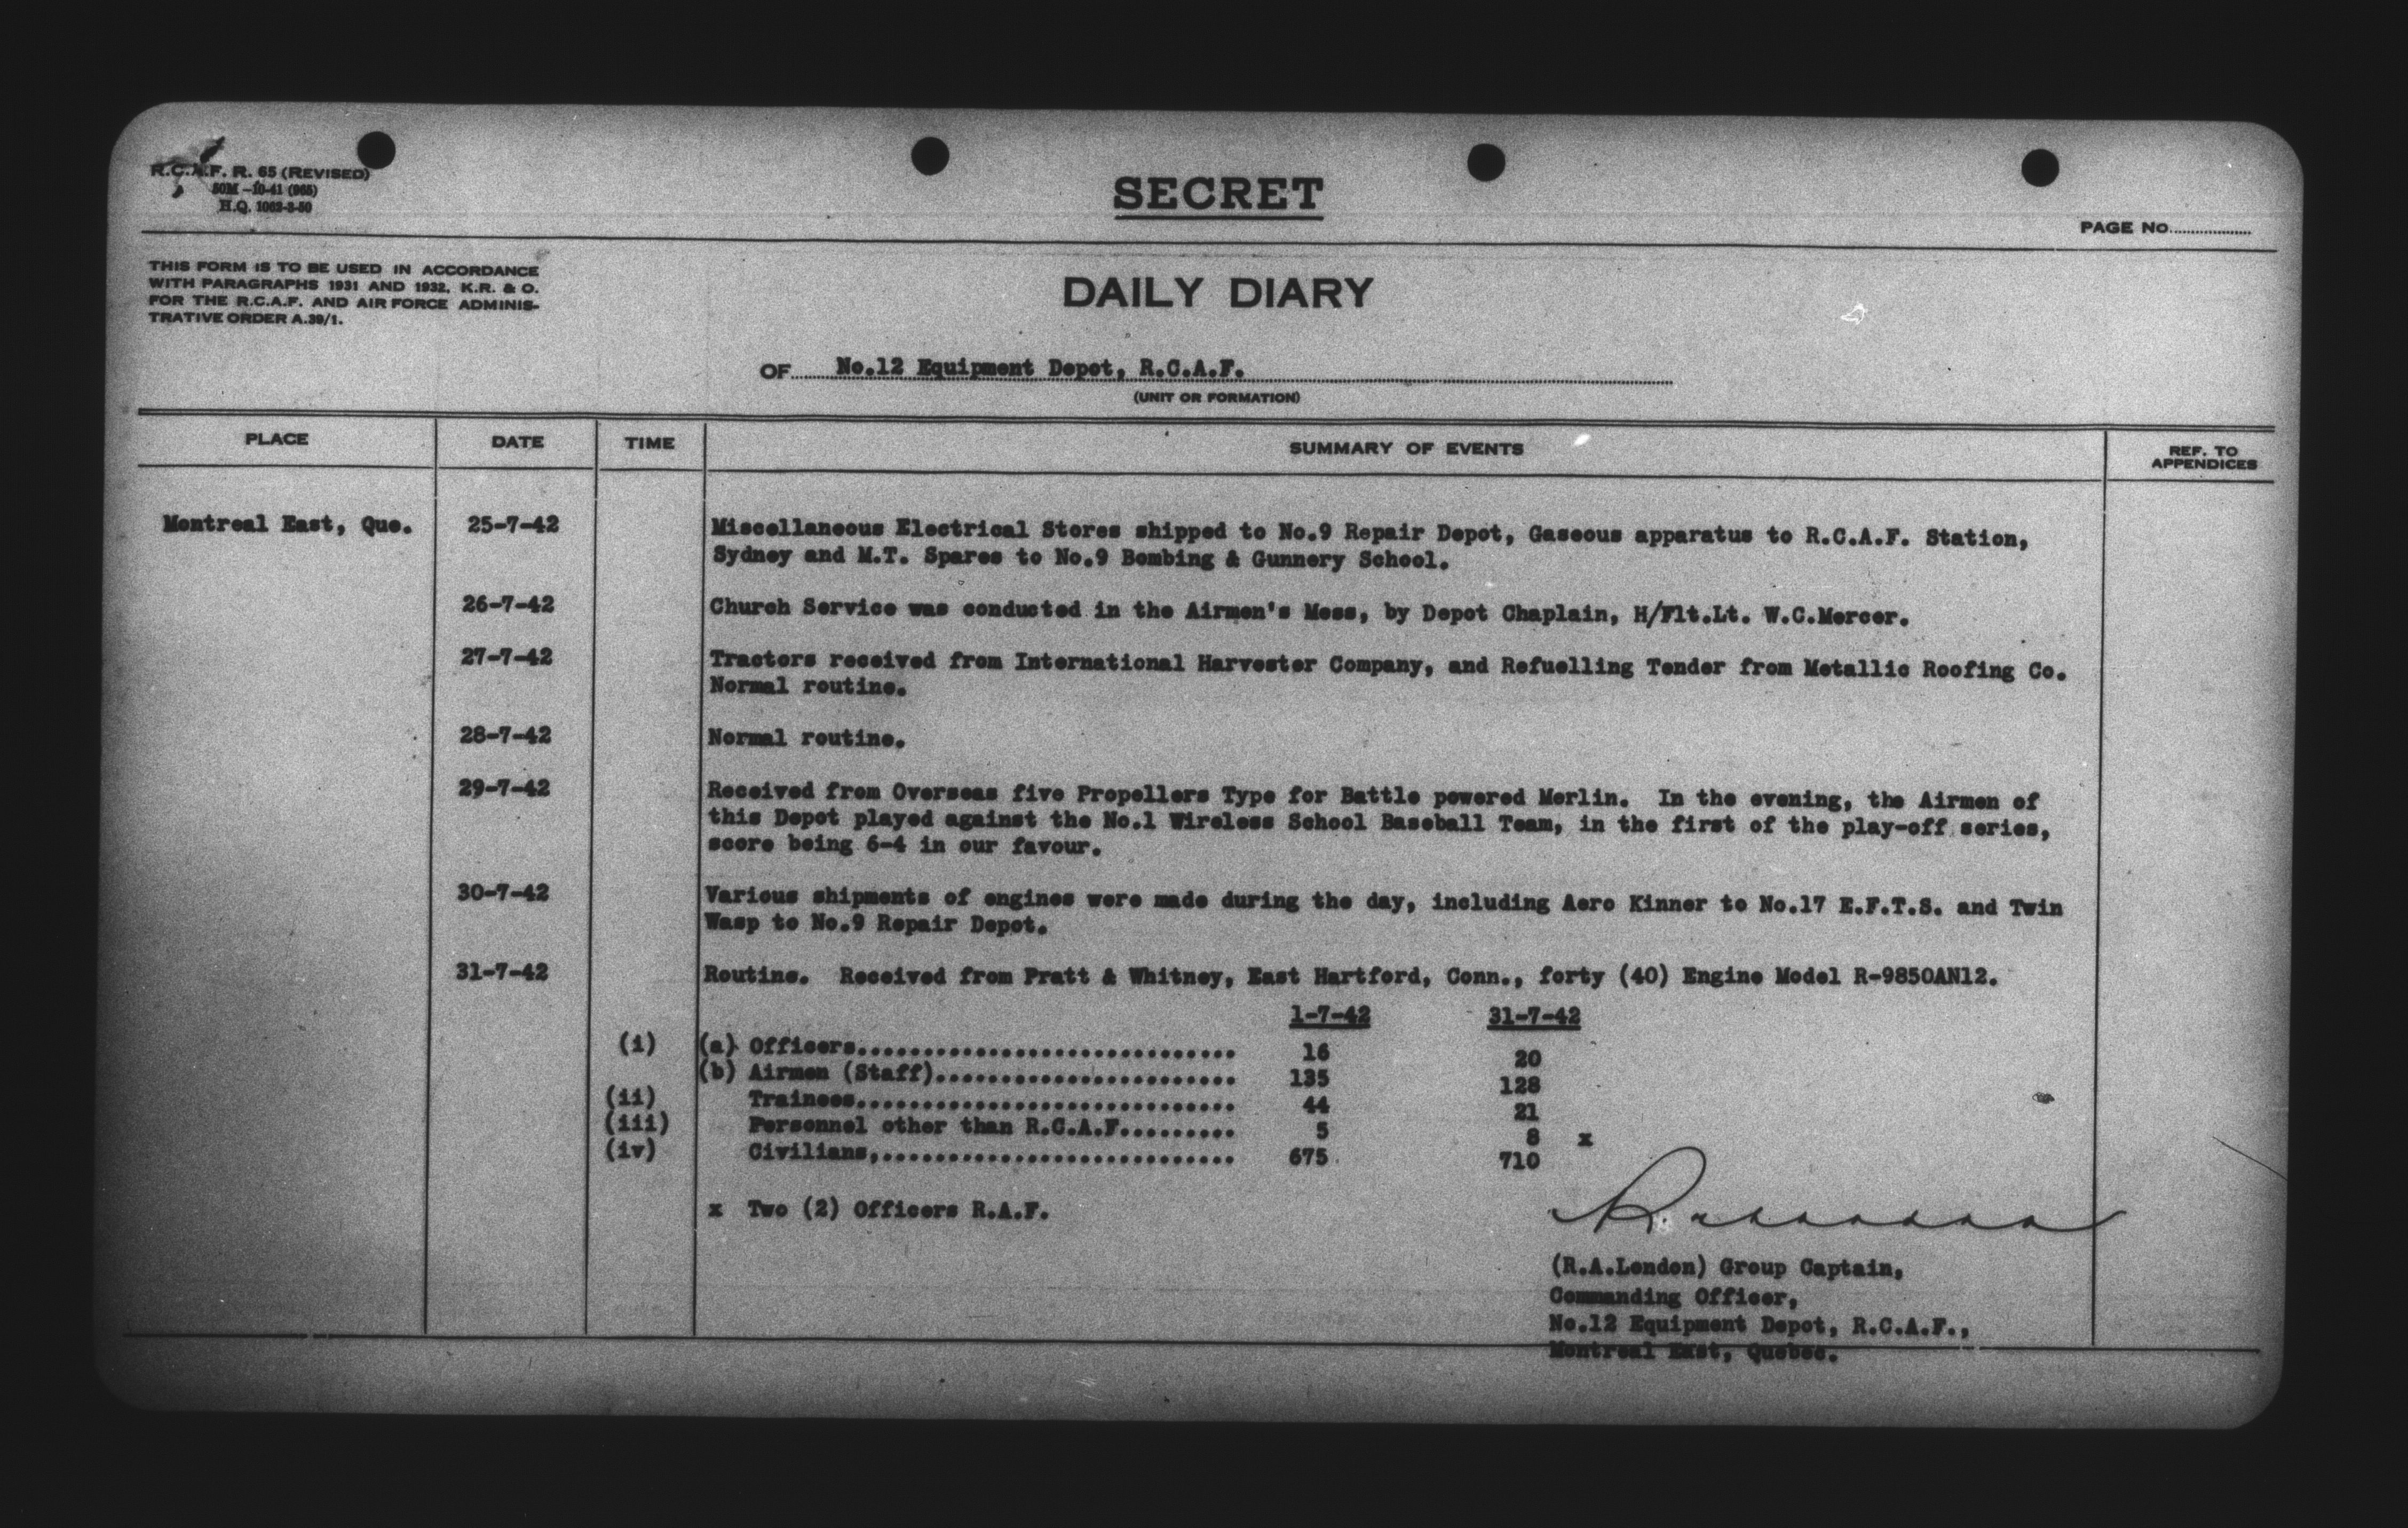 R.C.A.F. R. 65 (REVISED)
50M-10-41 (965)
H.Q. 1062-3-50
SECRET
PAGE NO....................
THIS FORM IS TO BE USED IN ACCORDANCE
WITH PARAGRAPHS 1931 AND 1932, K.R. & O.
FOR THE R.C.A.F. AND AIR FORCE ADMINIS-
TRATIVE ORDER A.39/1.
DAILY DIARY
OF No.12 Equipment Depot, R.C.A.F.
(UNIT OR FORMATION)
PLACE DATE TIME SUMMARY OF EVENTS REF. TO
APPENDICES
Montreal East, Que. 25-7-42 Miscellaneous Electrical Stores shipped to No.9 Repair Depot, Gaseous apparatus to R.C.A.F. Station,
Sydney and M.T. Spares to No.9 Bombing & Gunnery School.
26-7-42 Church Service was conducted in the Airmen's Mess, by Depot Chaplain, H/Flt.Lt. W.C.Mercer.
27-7-42 Tractors received from International Harvester Company, and Refuelling Tender from Metallic Roofing Co.
Normal routine.
28-7-42 Normal routine.
29-7-42 Received from Overseas five Propellers Type for Battle powered Merlin. In the evening, the Airmen of
this Depot played against the No.1 Wireless School Baseball Team, in the first of the play-off series,
score being 6-4 in our favour.
30-7-42 Various shipments of engines were made during the day, including Aero Kinner to No.17 E.F.T.S. and Twin
Wasp to No.9 Repair Depot.
31-7-42 Routine. Received from Pratt & Whitney, East Hartford, Conn., forty (40) Engine Model R-9850AN12.
1-7-42 31-7-42
(i) (a) Officers............................. 16 20
(b) Airmen (Staff)....................... 135 128
(ii) Trainees............................. 44 21
(iii) Personnel other than R.C.A.F......... 5 8 x
(iv) Civilians,........................... 675 710
x Two (2) Officers R.A.F.
(R.A.London) Group Captain,
Commanding Officer,
No.12 Equipment Depot, R.C.A.F.,
Montreal East, Quebec.